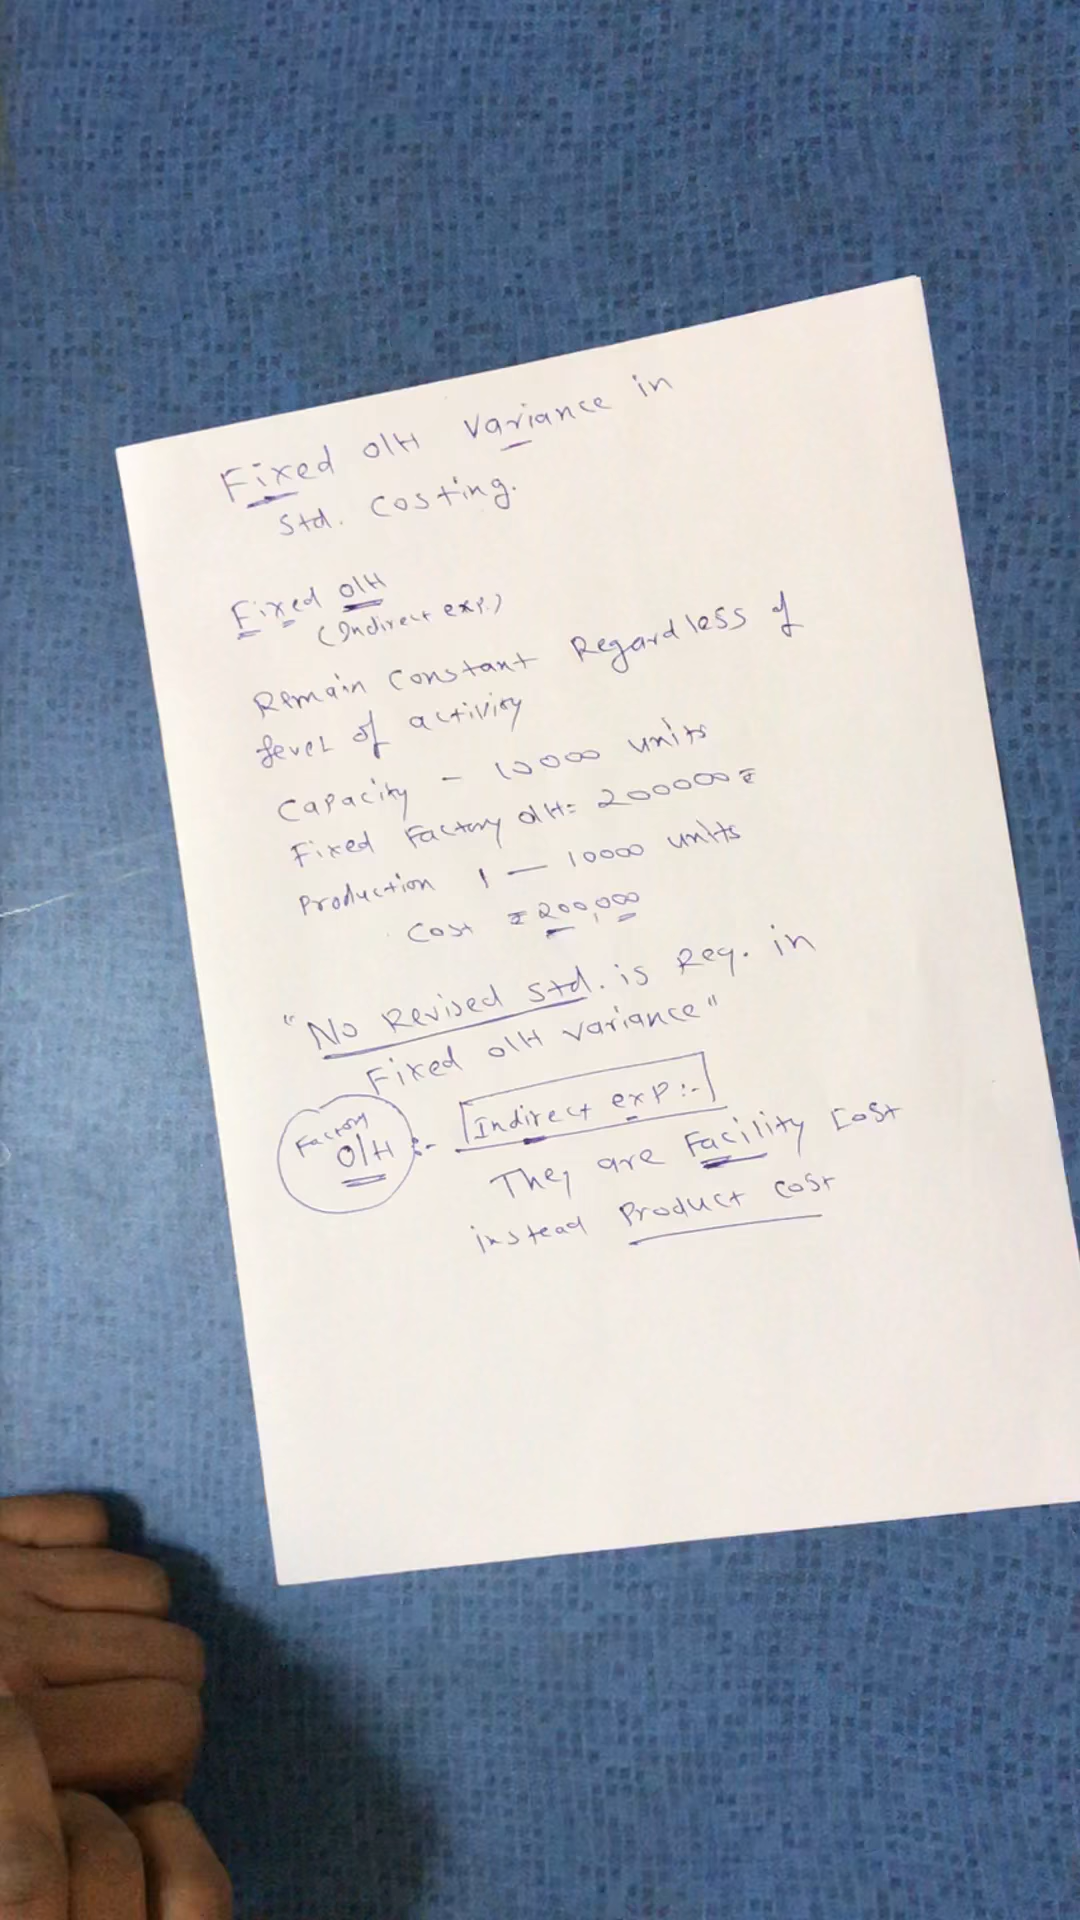 Fixed O/H Variance in
Std. Costing.
Fixed O/H
(Indirect exp.)
Remain Constant Regardless of
level of activity
Capacity - 10000 units
Fixed Factory O/H = 200000 ₹
Production 1 - 10000 units
Cost ₹ 200,000
"No Revised Std. is Req. in
Fixed O/H Variance"
Factory O/H :- Indirect exp :-
They are Facility Cost
instead Product Cost